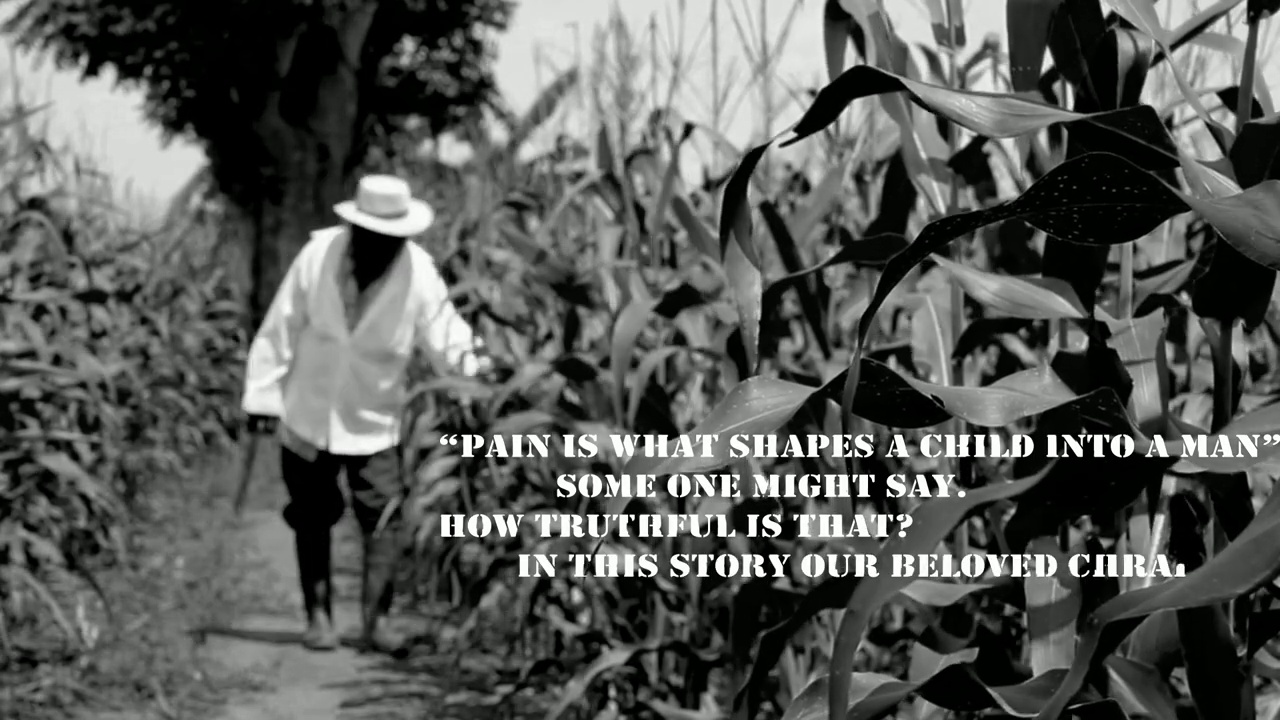 “PAIN IS WHAT SHAPES A CHILD INTO A MAN”
SOME ONE MIGHT SAY.
HOW TRUTHFUL IS THAT?
IN THIS STORY OUR BELOVED CHRA.